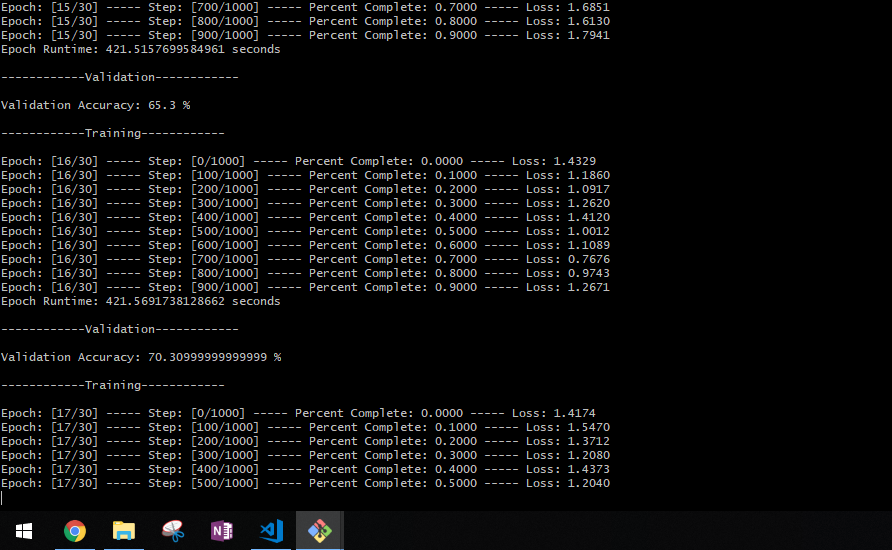 Epoch: [15/30] ----- Step: [700/1000] ----- Percent Complete: 0.7000 ----- Loss: 1.6851
Epoch: [15/30] ----- Step: [800/1000] ----- Percent Complete: 0.8000 ----- Loss: 1.6130
Epoch: [15/30] ----- Step: [900/1000] ----- Percent Complete: 0.9000 ----- Loss: 1.7941
Epoch Runtime: 421.5157699584961 seconds
------------Validation------------
Validation Accuracy: 65.3 %
------------Training------------
Epoch: [16/30] ----- Step: [0/1000] ----- Percent Complete: 0.0000 ----- Loss: 1.4329
Epoch: [16/30] ----- Step: [100/1000] ----- Percent Complete: 0.1000 ----- Loss: 1.1860
Epoch: [16/30] ----- Step: [200/1000] ----- Percent Complete: 0.2000 ----- Loss: 1.0917
Epoch: [16/30] ----- Step: [300/1000] ----- Percent Complete: 0.3000 ----- Loss: 1.2620
Epoch: [16/30] ----- Step: [400/1000] ----- Percent Complete: 0.4000 ----- Loss: 1.4120
Epoch: [16/30] ----- Step: [500/1000] ----- Percent Complete: 0.5000 ----- Loss: 1.0012
Epoch: [16/30] ----- Step: [600/1000] ----- Percent Complete: 0.6000 ----- Loss: 1.1089
Epoch: [16/30] ----- Step: [700/1000] ----- Percent Complete: 0.7000 ----- Loss: 0.7676
Epoch: [16/30] ----- Step: [800/1000] ----- Percent Complete: 0.8000 ----- Loss: 0.9743
Epoch: [16/30] ----- Step: [900/1000] ----- Percent Complete: 0.9000 ----- Loss: 1.2671
Epoch Runtime: 421.5691738128662 seconds
------------Validation------------
Validation Accuracy: 70.30999999999999 %
------------Training------------
Epoch: [17/30] ----- Step: [0/1000] ----- Percent Complete: 0.0000 ----- Loss: 1.4174
Epoch: [17/30] ----- Step: [100/1000] ----- Percent Complete: 0.1000 ----- Loss: 1.5470
Epoch: [17/30] ----- Step: [200/1000] ----- Percent Complete: 0.2000 ----- Loss: 1.3712
Epoch: [17/30] ----- Step: [300/1000] ----- Percent Complete: 0.3000 ----- Loss: 1.2080
Epoch: [17/30] ----- Step: [400/1000] ----- Percent Complete: 0.4000 ----- Loss: 1.4373
Epoch: [17/30] ----- Step: [500/1000] ----- Percent Complete: 0.5000 ----- Loss: 1.2040
N